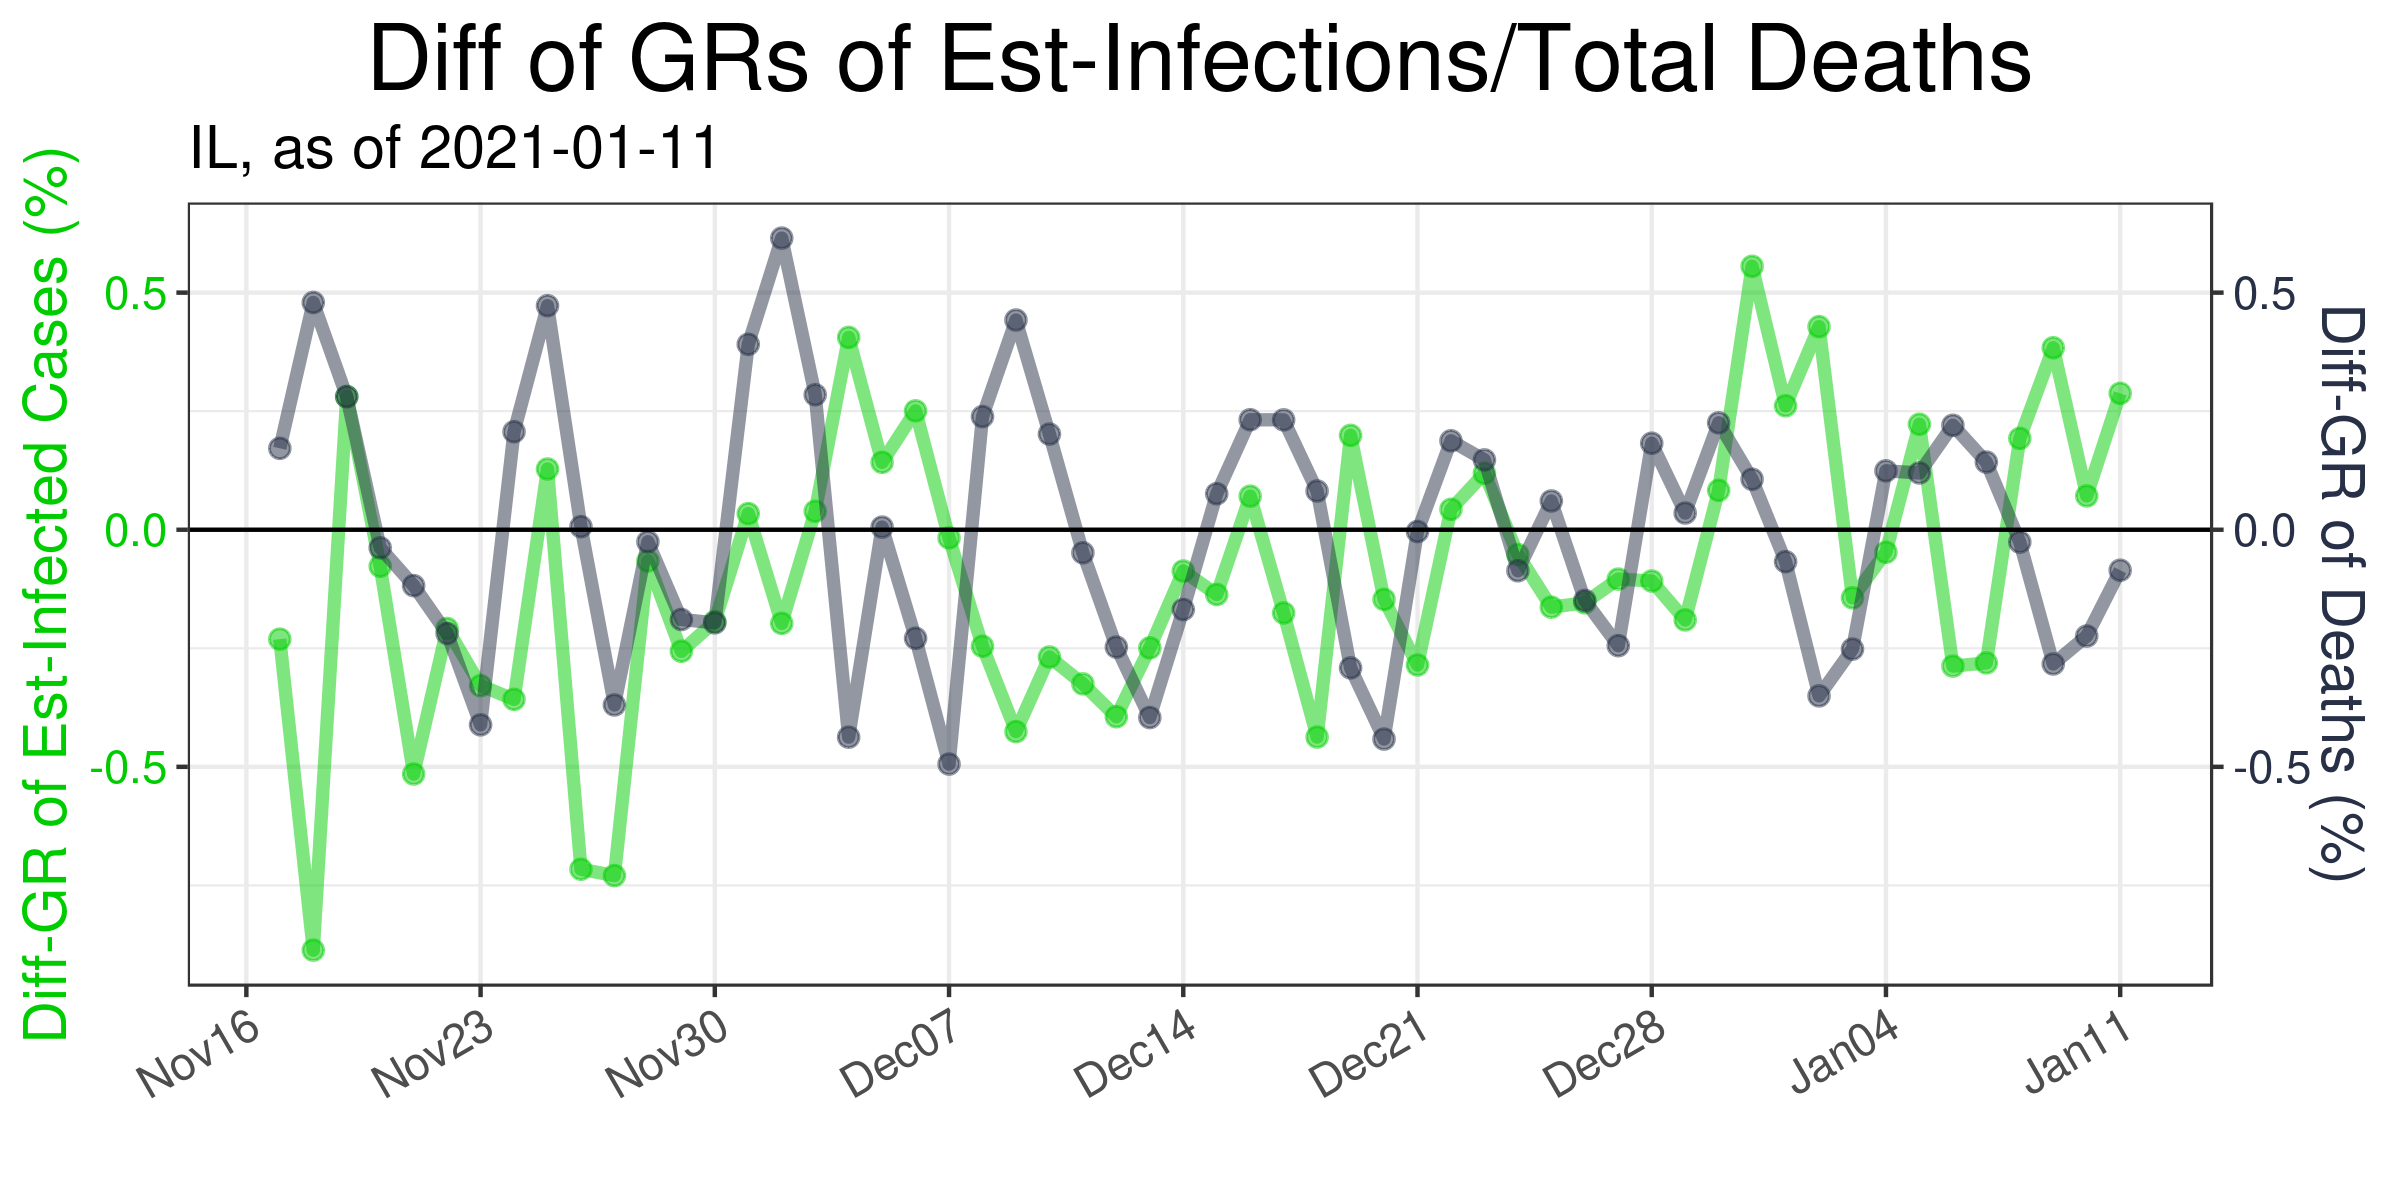 Diff of GRs of Est-Infections/Total Deaths
IL, as of 2021-01-11
Diff-GR of Est-Infected Cases (%)
0.5
0.0
-0.5
0.5
0.0
-0.5
Diff-GR of Deaths (%)
Nov16
Nov23
Nov30
Dec07
Dec14
Dec21
Dec28
Jan04
Jan11